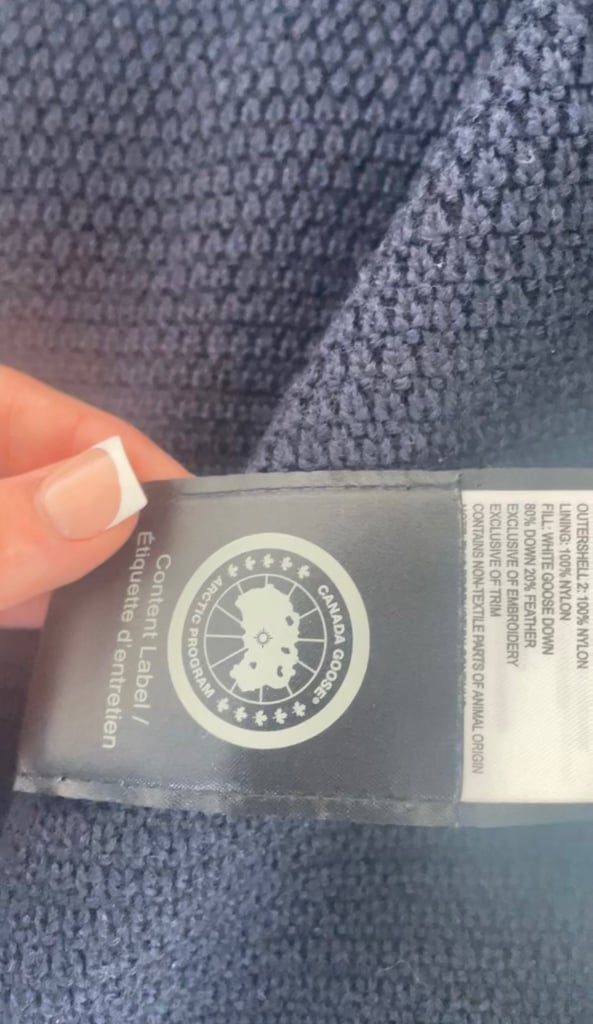 CANADA GOOSE®
ARCTIC PROGRAM
Content Label /
Étiquette d'entretien
OUTERSHELL 2: 100% NYLON
LINING: 100% NYLON
FILL: WHITE GOOSE DOWN
80% DOWN 20% FEATHER
EXCLUSIVE OF EMBROIDERY
EXCLUSIVE OF TRIM
CONTAINS NON-TEXTILE PARTS OF ANIMAL ORIGIN